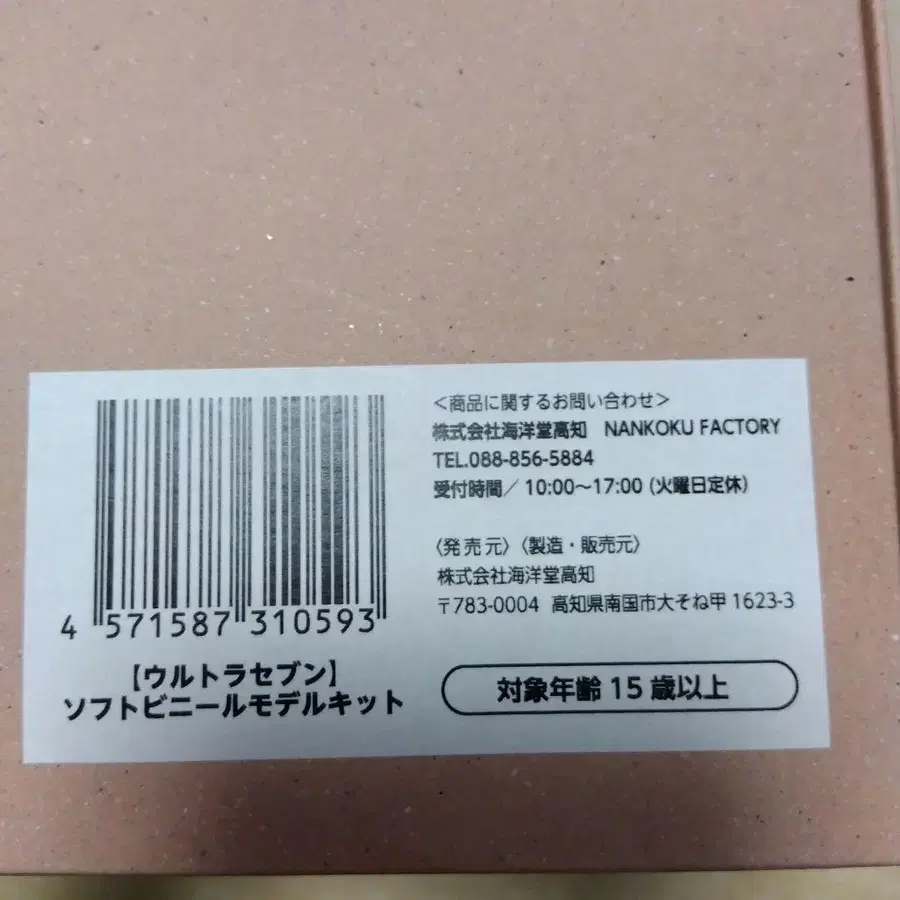 4 571587 310593
【ウルトラセブン】
ソフトビニールモデルキット
＜商品に関するお問い合わせ＞
株式会社海洋堂高知　NANKOKU FACTORY
TEL.088-856-5884
受付時間／ 10:00～17:00 (火曜日定休)
〈発売元〉〈製造・販売元〉
株式会社海洋堂高知
〒783-0004 高知県南国市大そね甲 1623-3
対象年齢 15 歳以上